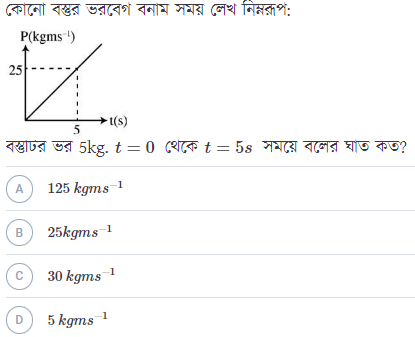 কোনো বস্তুর ভরবেগ বনাম সময় লেখ নিম্নরূপ:
P(kgms⁻¹)
25
5
t(s)
বস্তুটির ভর 5kg. t = 0 থেকে t = 5s সময়ে বলের ঘাত কত?
A 125 kgms⁻¹
B 25kgms⁻¹
C 30 kgms⁻¹
D 5 kgms⁻¹